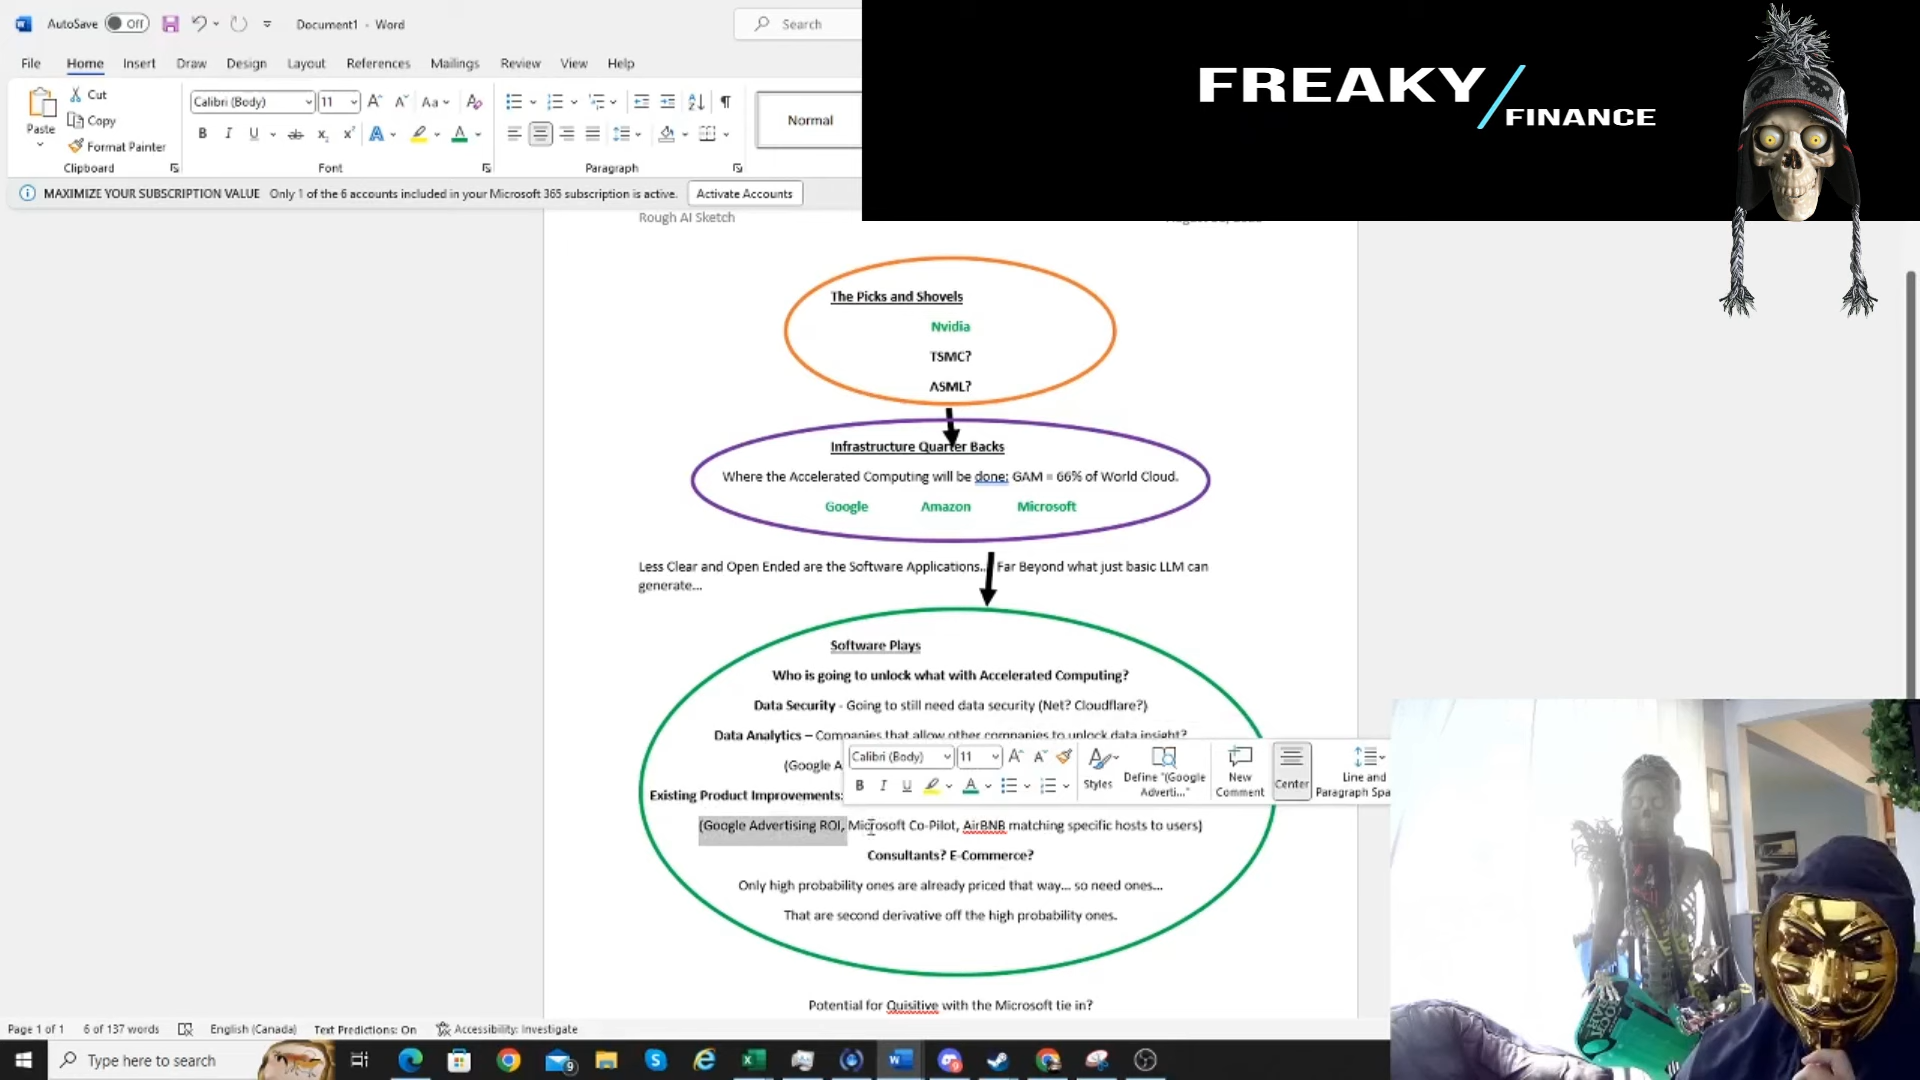 AutoSave Off Document1 - Word Search
FREAKY/FINANCE
File Home Insert Draw Design Layout References Mailings Review View Help
Paste Cut Copy Format Painter
Calibri (Body) 11
Normal
Clipboard Font Paragraph
MAXIMIZE YOUR SUBSCRIPTION VALUE Only 1 of the 6 accounts included in your Microsoft 365 subscription is active. Activate Accounts
Rough AI Sketch
The Picks and Shovels
Nvidia
TSMC?
ASML?
Infrastructure Quarter Backs
Where the Accelerated Computing will be done: GAM = 66% of World Cloud.
Google Amazon Microsoft
Less Clear and Open Ended are the Software Applications... Far Beyond what just basic LLM can
generate...
Software Plays
Who is going to unlock what with Accelerated Computing?
Data Security - Going to still need data security (Net? Cloudflare?)
Data Analytics – Companies that allow other companies to unlock data insight?
(Google A
Calibri (Body) 11
Styles Define "(Google Adverti..." New Comment Center Line and Paragraph Spa
Existing Product Improvements:
(Google Advertising ROI, Microsoft Co-Pilot, AirBNB matching specific hosts to users)
Consultants? E-Commerce?
Only high probability ones are already priced that way... so need ones...
That are second derivative off the high probability ones.
Potential for Quisitive with the Microsoft tie in?
Page 1 of 1 6 of 137 words English (Canada) Text Predictions: On Accessibility: Investigate
Type here to search